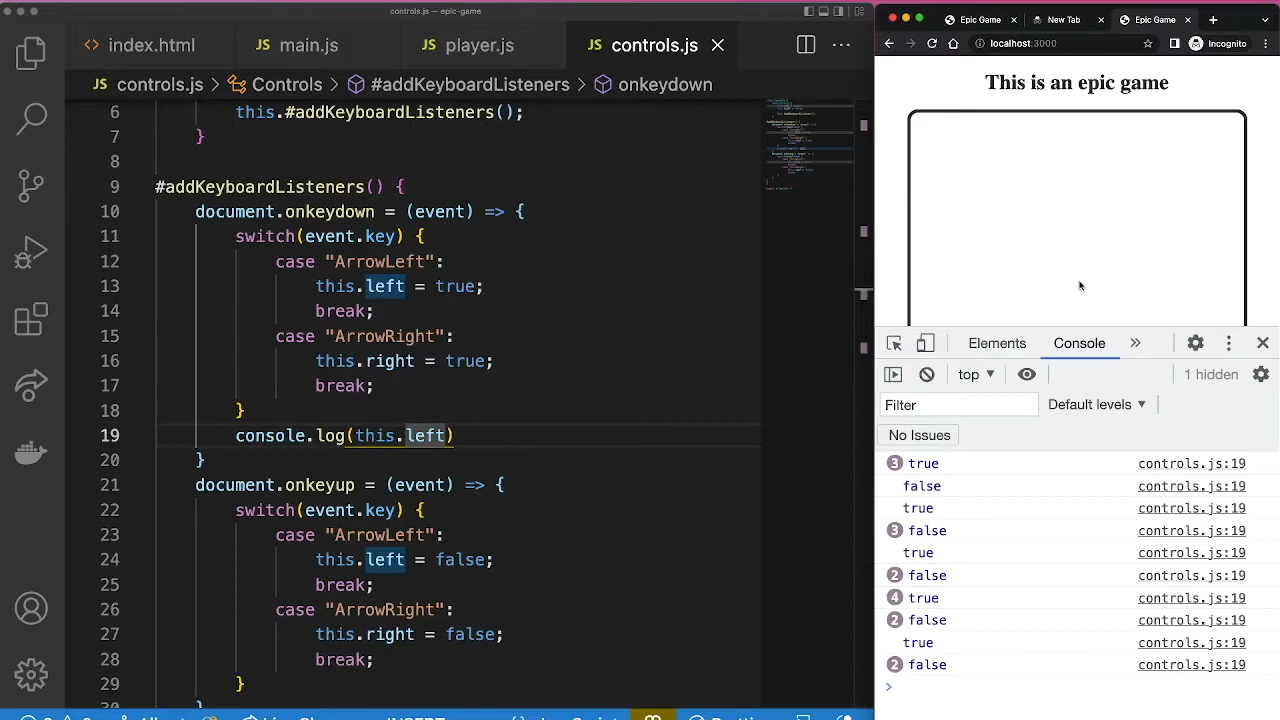 controls.js — epic-game
index.html
main.js
player.js
controls.js
controls.js > Controls > #addKeyboardListeners > onkeydown
6 this.#addKeyboardListeners();
7 }
8
9 #addKeyboardListeners() {
10 document.onkeydown = (event) => {
11 switch(event.key) {
12 case "ArrowLeft":
13 this.left = true;
14 break;
15 case "ArrowRight":
16 this.right = true;
17 break;
18 }
19 console.log(this.left)
20 }
21 document.onkeyup = (event) => {
22 switch(event.key) {
23 case "ArrowLeft":
24 this.left = false;
25 break;
26 case "ArrowRight":
27 this.right = false;
28 break;
29 }
Epic Game
New Tab
Epic Game
localhost:3000
Incognito
This is an epic game
Elements
Console
top
1 hidden
Filter
Default levels
No Issues
3 true controls.js:19
false controls.js:19
true controls.js:19
3 false controls.js:19
true controls.js:19
2 false controls.js:19
4 true controls.js:19
2 false controls.js:19
true controls.js:19
2 false controls.js:19
>